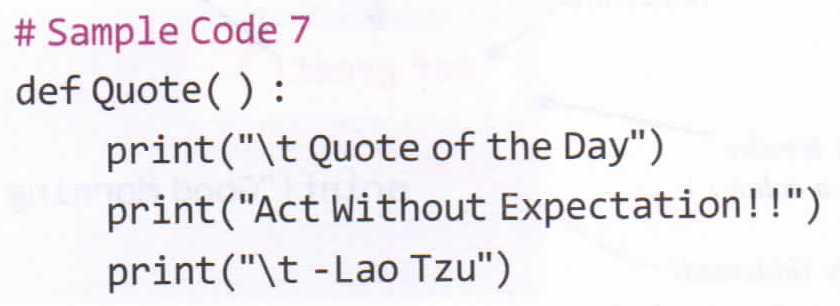 # Sample Code 7
def Quote( ) :
    print("\t Quote of the Day")
    print("Act Without Expectation!!")
    print("\t -Lao Tzu")